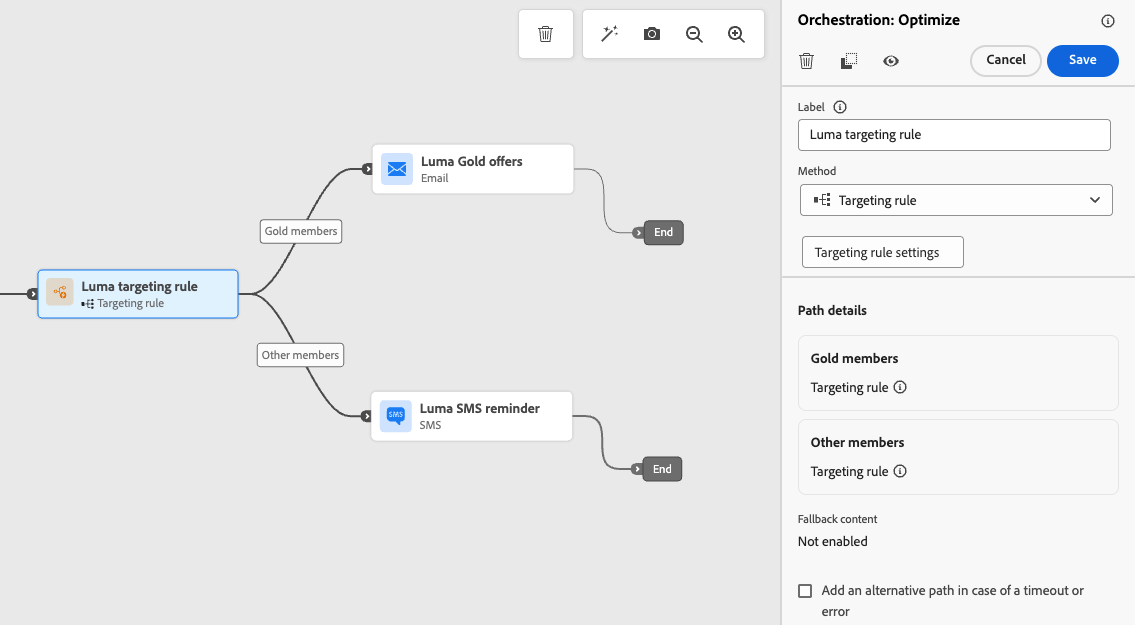 Luma Gold offers
Email
Gold members
End
Luma targeting rule
Targeting rule
Other members
Luma SMS reminder
SMS
SMS
End
Orchestration: Optimize
Cancel
Save
Label
Luma targeting rule
Method
Targeting rule
Targeting rule settings
Path details
Gold members
Targeting rule
Other members
Targeting rule
Fallback content
Not enabled
Add an alternative path in case of a timeout or
error